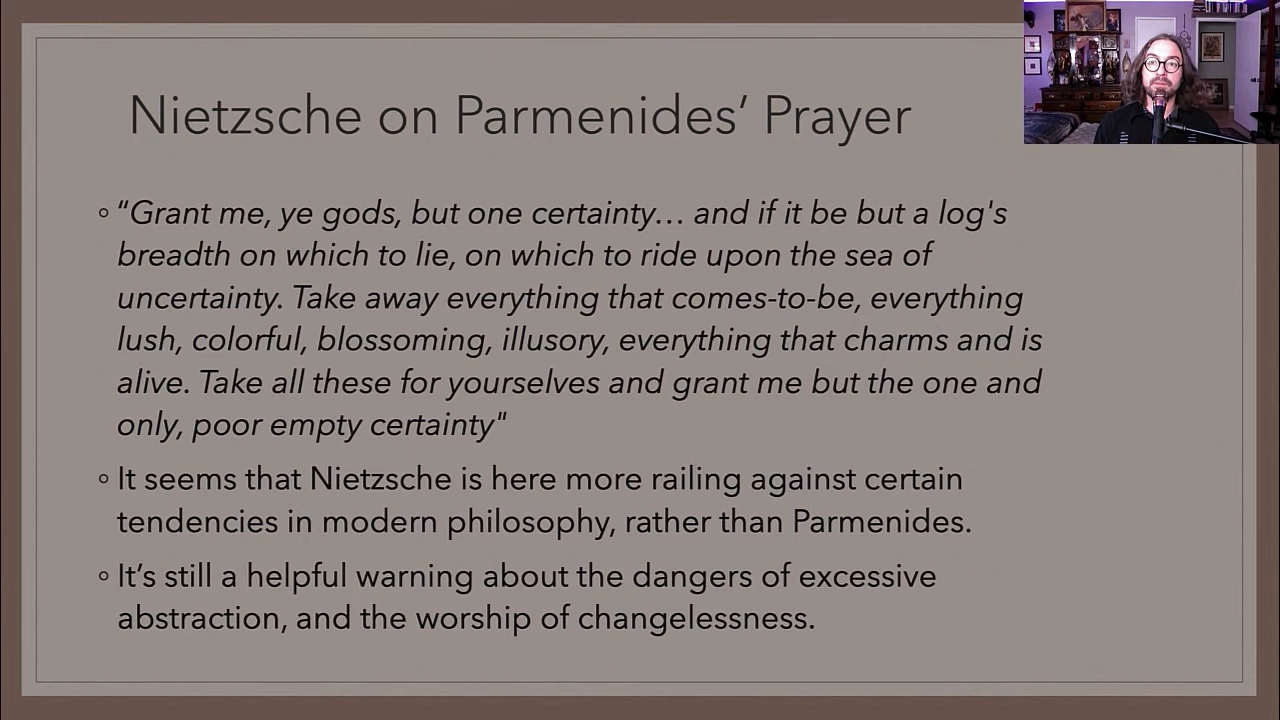 Nietzsche on Parmenides’ Prayer
◦ “Grant me, ye gods, but one certainty… and if it be but a log's
breadth on which to lie, on which to ride upon the sea of
uncertainty. Take away everything that comes-to-be, everything
lush, colorful, blossoming, illusory, everything that charms and is
alive. Take all these for yourselves and grant me but the one and
only, poor empty certainty"
◦ It seems that Nietzsche is here more railing against certain
tendencies in modern philosophy, rather than Parmenides.
◦ It’s still a helpful warning about the dangers of excessive
abstraction, and the worship of changelessness.